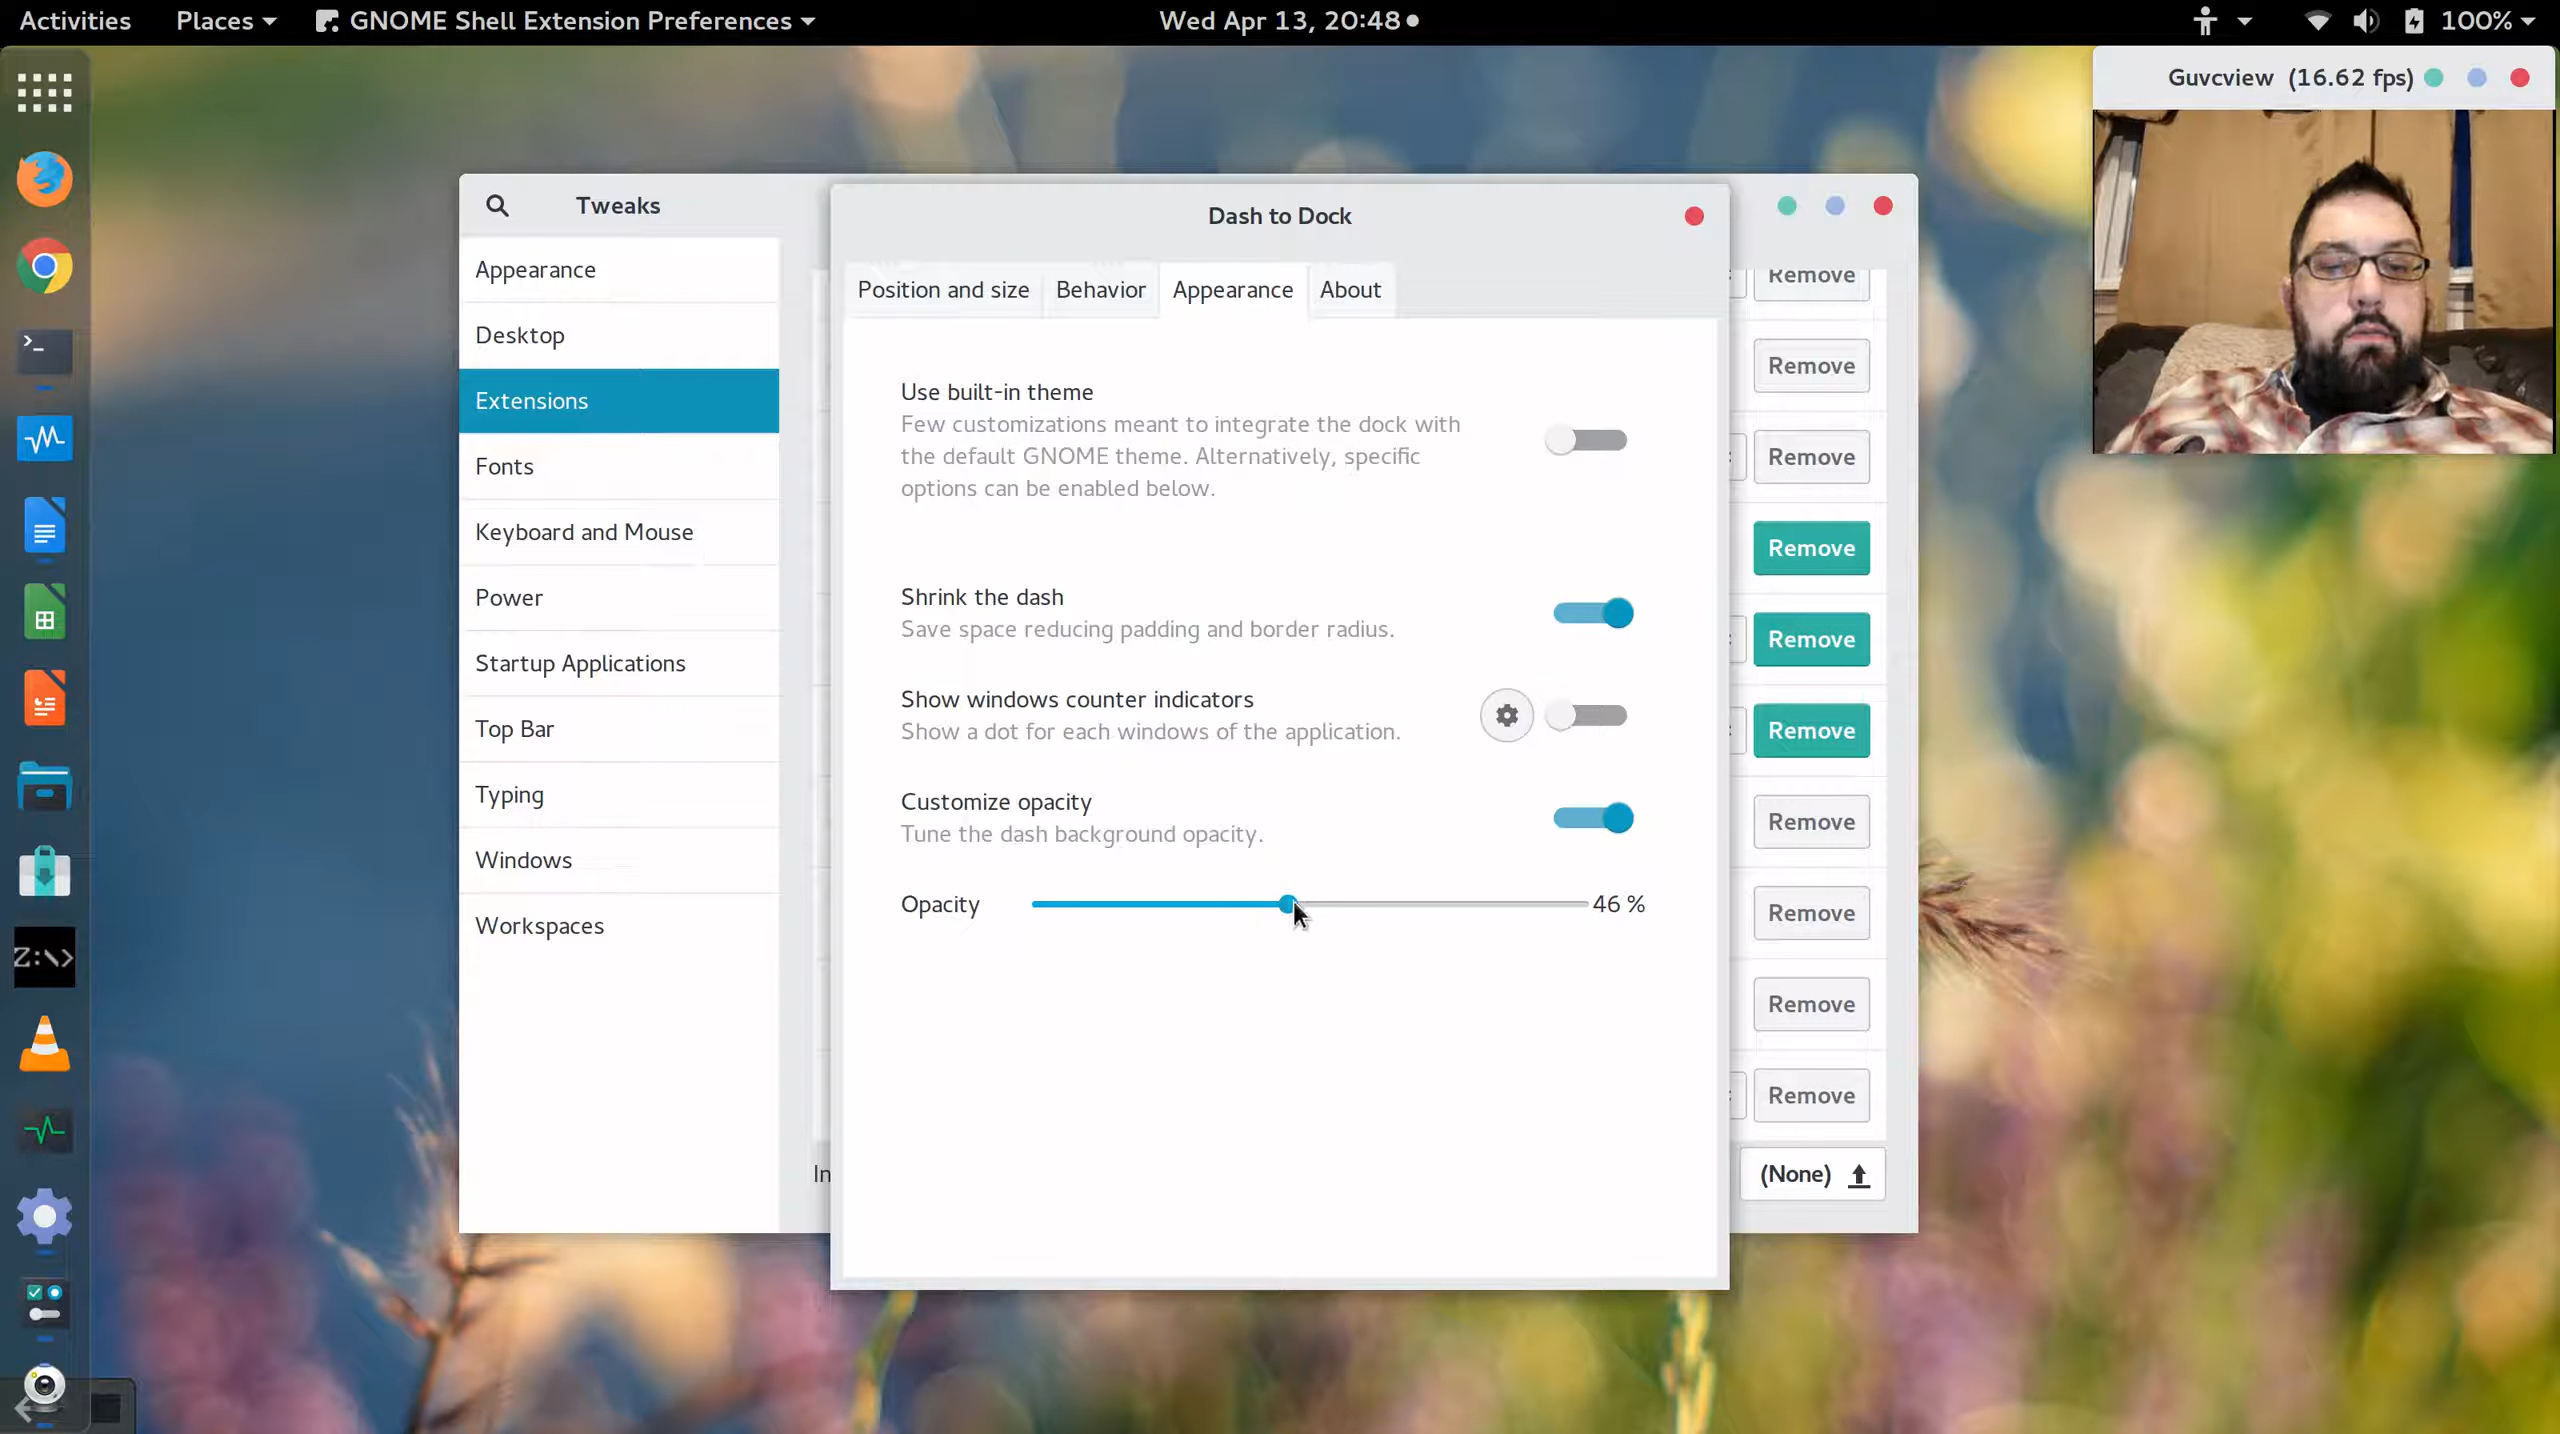 Activities Places GNOME Shell Extension Preferences Wed Apr 13, 20:48 100%
Guvcview (16.62 fps)
Tweaks
Appearance
Desktop
Extensions
Fonts
Keyboard and Mouse
Power
Startup Applications
Top Bar
Typing
Windows
Workspaces
Dash to Dock
Position and size Behavior Appearance About
Use built-in theme
Few customizations meant to integrate the dock with
the default GNOME theme. Alternatively, specific
options can be enabled below.
Shrink the dash
Save space reducing padding and border radius.
Show windows counter indicators
Show a dot for each windows of the application.
Customize opacity
Tune the dash background opacity.
Opacity 46 %
Remove
Remove
Remove
Remove
Remove
Remove
Remove
Remove
Remove
Remove
In
(None)
>_
Z:\>